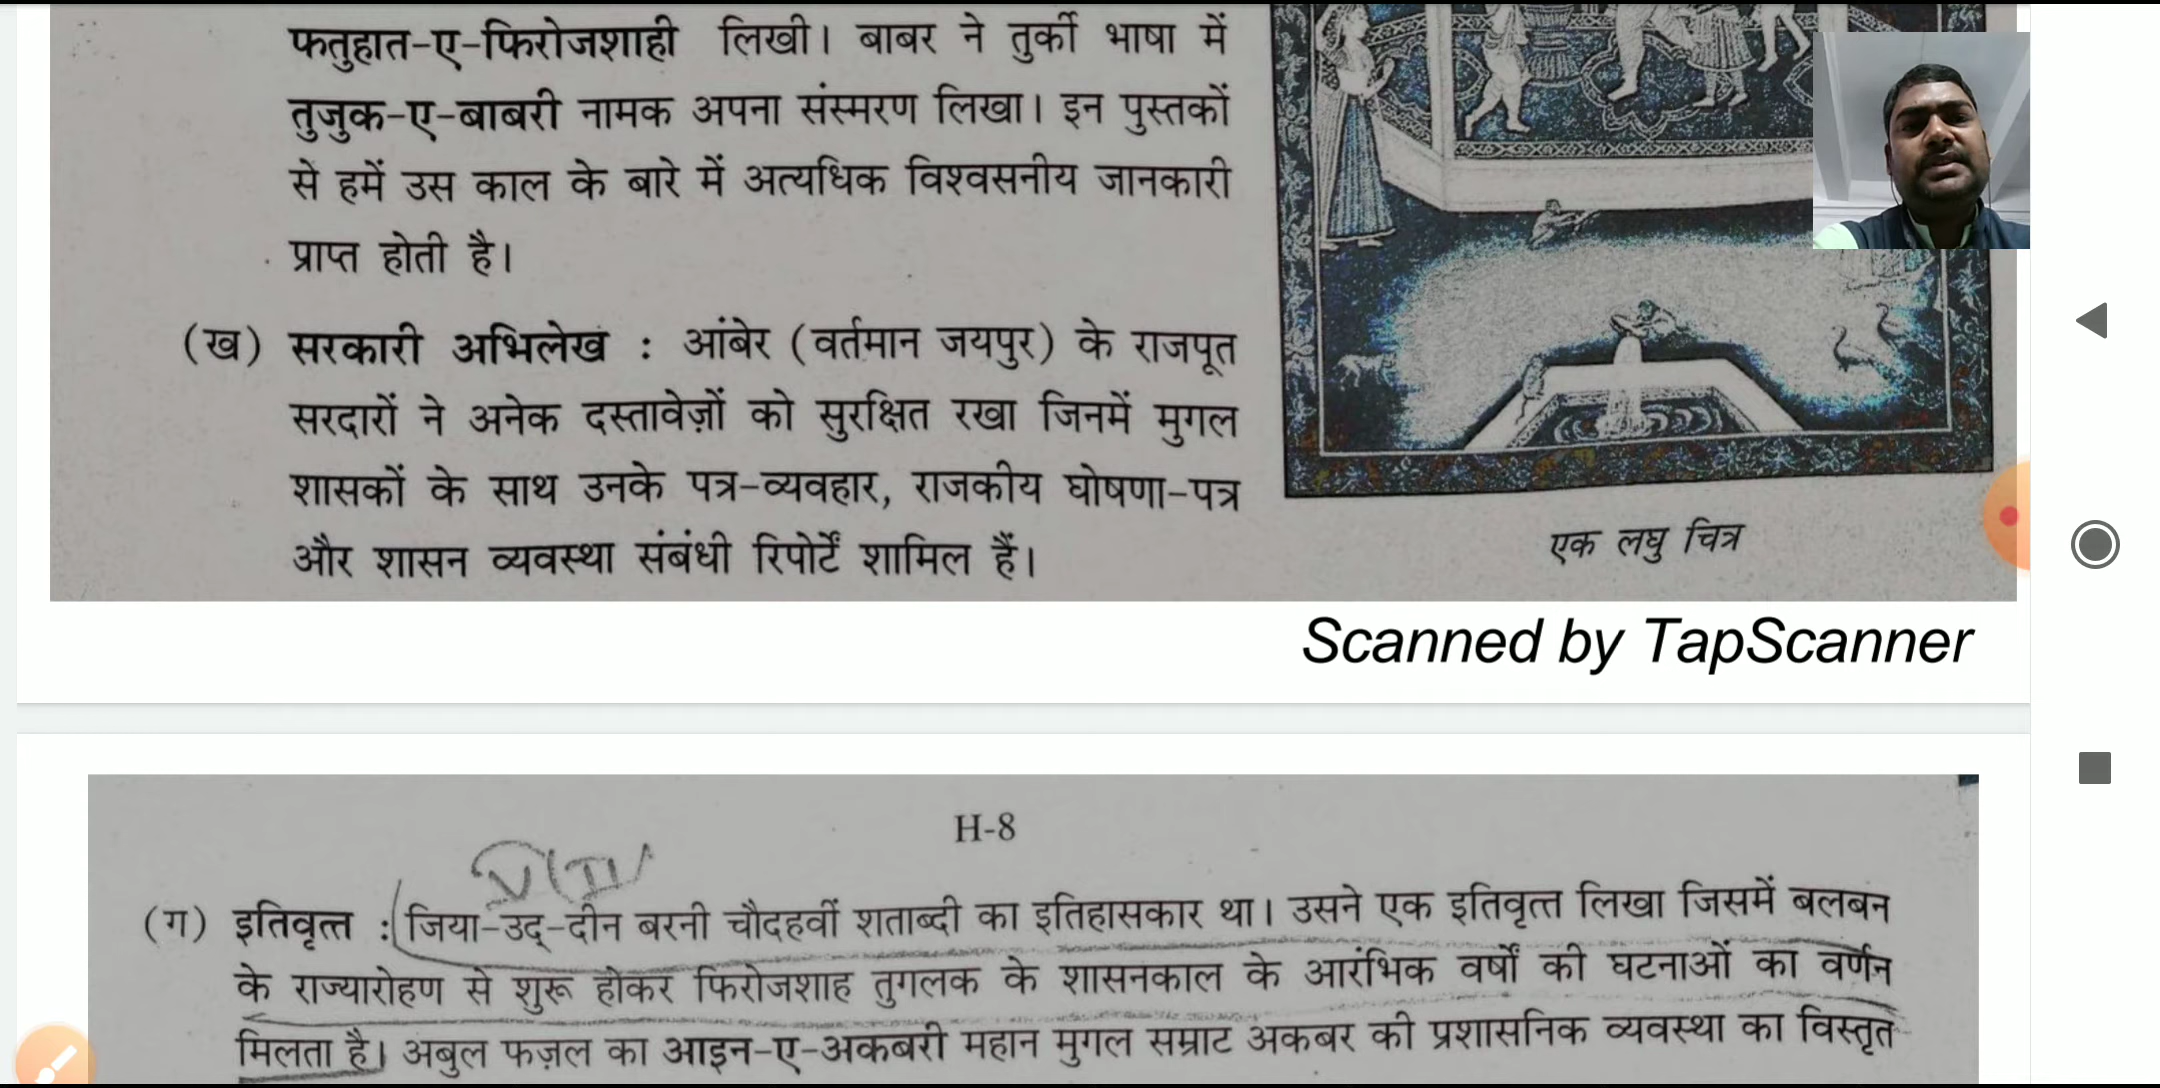 फतुहात-ए-फिरोजशाही लिखी। बाबर ने तुर्की भाषा में
तुजुक-ए-बाबरी नामक अपना संस्मरण लिखा। इन पुस्तकों
से हमें उस काल के बारे में अत्यधिक विश्वसनीय जानकारी
प्राप्त होती है।
(ख) सरकारी अभिलेख : आंबेर (वर्तमान जयपुर) के राजपूत
सरदारों ने अनेक दस्तावेज़ों को सुरक्षित रखा जिनमें मुगल
शासकों के साथ उनके पत्र-व्यवहार, राजकीय घोषणा-पत्र
और शासन व्यवस्था संबंधी रिपोर्टें शामिल हैं।
एक लघु चित्र
Scanned by TapScanner
H-8
(ग) इतिवृत्त : जिया-उद्-दीन बरनी चौदहवीं शताब्दी का इतिहासकार था। उसने एक इतिवृत्त लिखा जिसमें बलबन
के राज्यारोहण से शुरू होकर फिरोजशाह तुगलक के शासनकाल के आरंभिक वर्षों की घटनाओं का वर्णन
मिलता है। अबुल फज़ल का आइन-ए-अकबरी महान मुगल सम्राट अकबर की प्रशासनिक व्यवस्था का विस्तृत